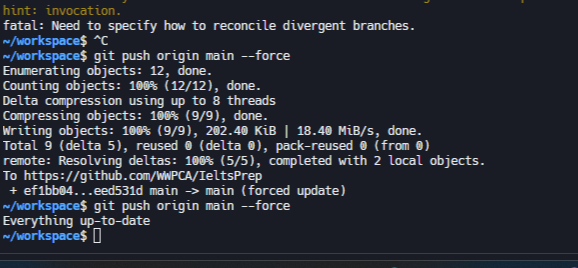 hint: invocation.
fatal: Need to specify how to reconcile divergent branches.
~/workspace$ ^C
~/workspace$ git push origin main --force
Enumerating objects: 12, done.
Counting objects: 100% (12/12), done.
Delta compression using up to 8 threads
Compressing objects: 100% (9/9), done.
Writing objects: 100% (9/9), 202.40 KiB | 18.40 MiB/s, done.
Total 9 (delta 5), reused 0 (delta 0), pack-reused 0 (from 0)
remote: Resolving deltas: 100% (5/5), completed with 2 local objects.
To https://github.com/WWPCA/IeltsPrep
+ ef1bb04...eed531d main -> main (forced update)
~/workspace$ git push origin main --force
Everything up-to-date
~/workspace$